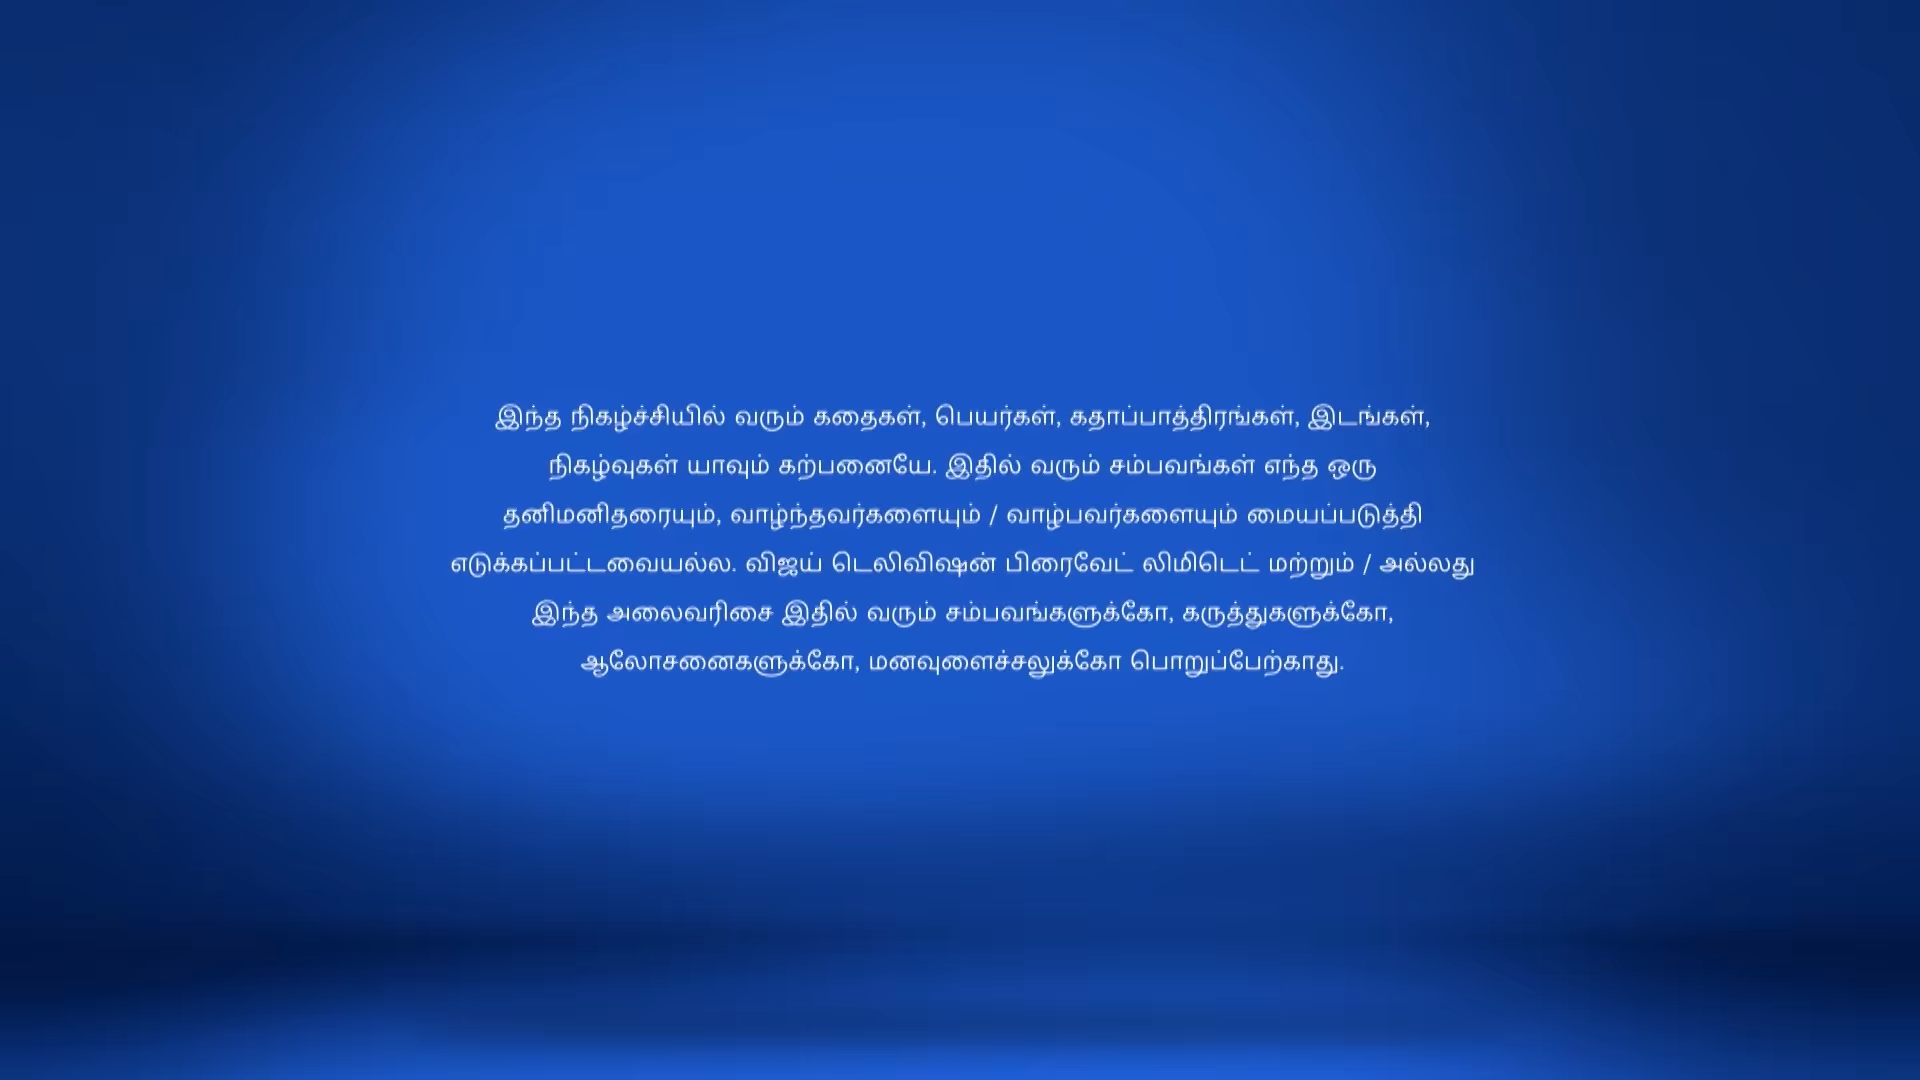 இந்த நிகழ்ச்சியில் வரும் கதைகள், பெயர்கள், கதாப்பாத்திரங்கள், இடங்கள்,
நிகழ்வுகள் யாவும் கற்பனையே. இதில் வரும் சம்பவங்கள் எந்த ஒரு
தனிமனிதரையும், வாழ்ந்தவர்களையும் / வாழ்பவர்களையும் மையப்படுத்தி
எடுக்கப்பட்டவையல்ல. விஜய் டெலிவிஷன் பிரைவேட் லிமிடெட் மற்றும் / அல்லது
இந்த அலைவரிசை இதில் வரும் சம்பவங்களுக்கோ, கருத்துகளுக்கோ,
ஆலோசனைகளுக்கோ, மனவுளைச்சலுக்கோ பொறுப்பேற்காது.